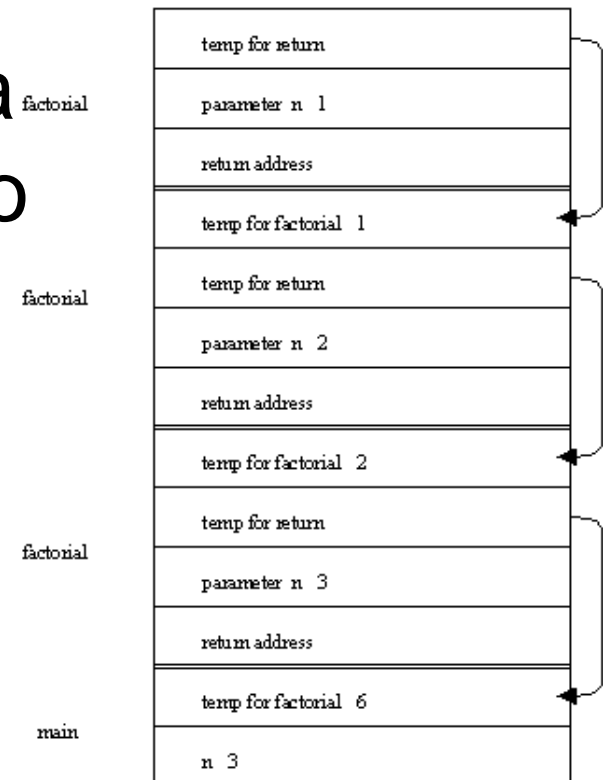 temp for return
a
factorial
parameter n 1
return address
o
temp for factorial 1
factorial
temp for return
parameter n 2
return address
temp for factorial 2
temp for return
factorial
parameter n 3
return address
temp for factorial 6
main
n 3